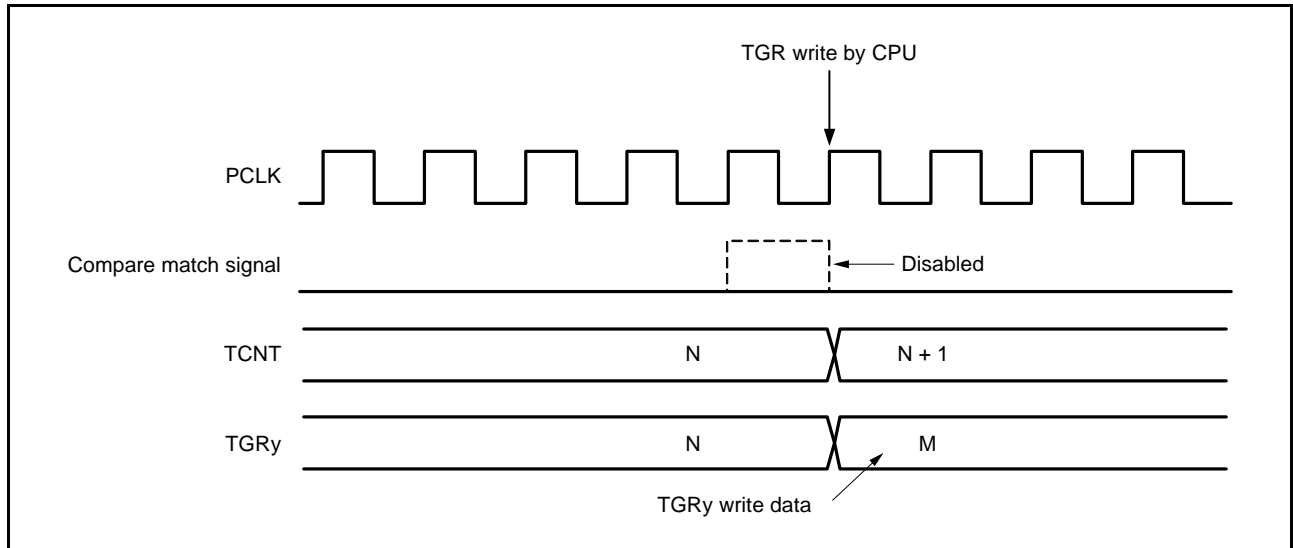 TGR write by CPU
PCLK
Compare match signal
Disabled
TCNT
N
N + 1
TGRy
N
M
TGRy write data